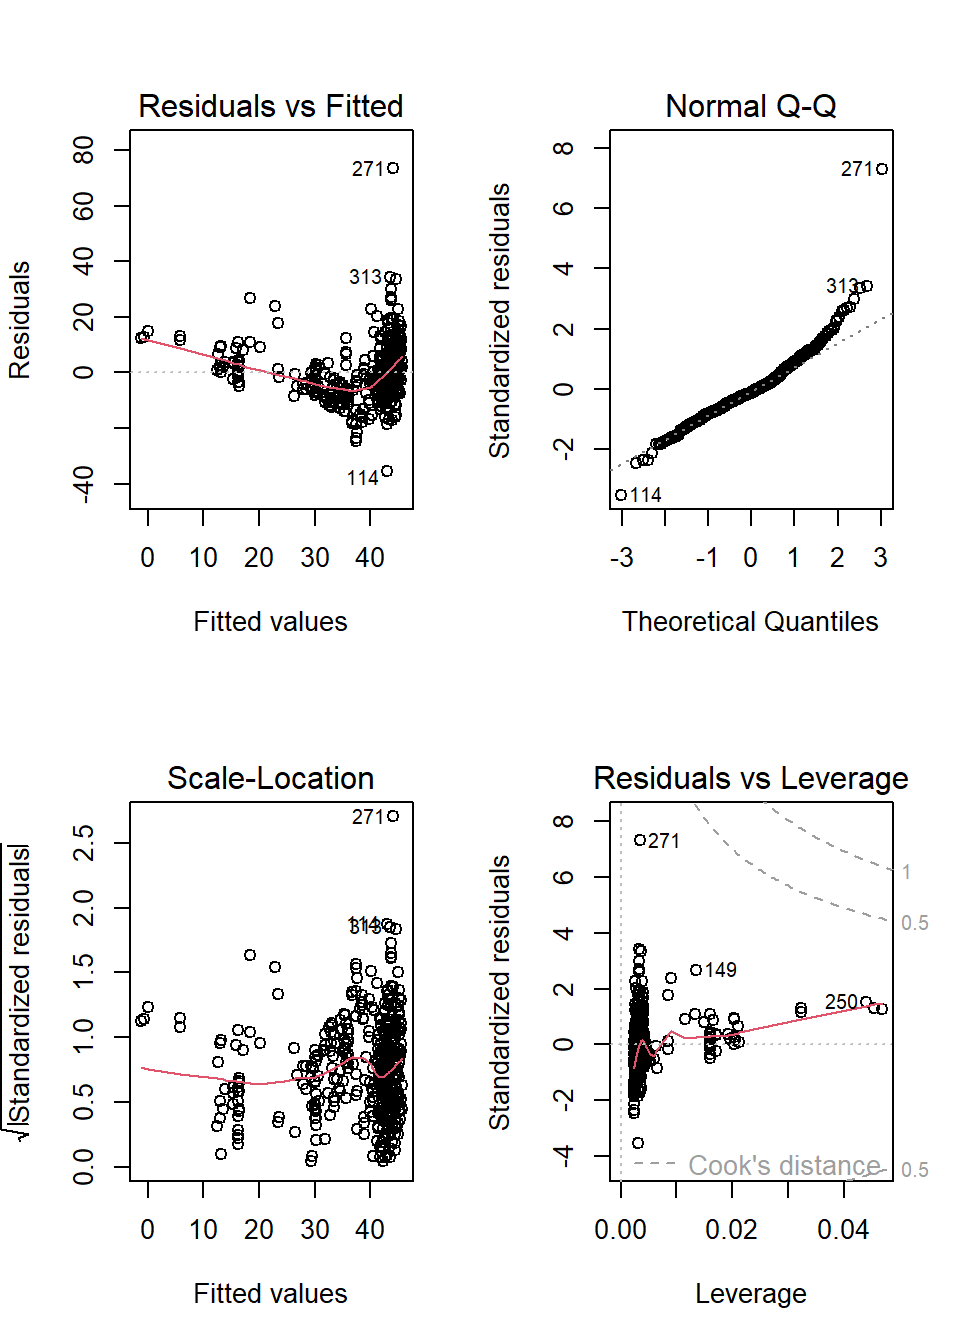 Residuals vs Fitted
Residuals
80
60
40
20
0
-40
271
313
114
0 10 20 30 40
Fitted values
Normal Q-Q
Standardized residuals
8
6
4
2
0
-2
271
313
114
-3 -1 0 1 2 3
Theoretical Quantiles
Scale-Location
√|Standardized residuals|
2.5
2.0
1.5
1.0
0.5
0.0
271
114
313
0 10 20 30 40
Fitted values
Residuals vs Leverage
Standardized residuals
8
6
4
2
0
-2
-4
271
149
250
1
0.5
0.5
Cook's distance
0.00 0.02 0.04
Leverage